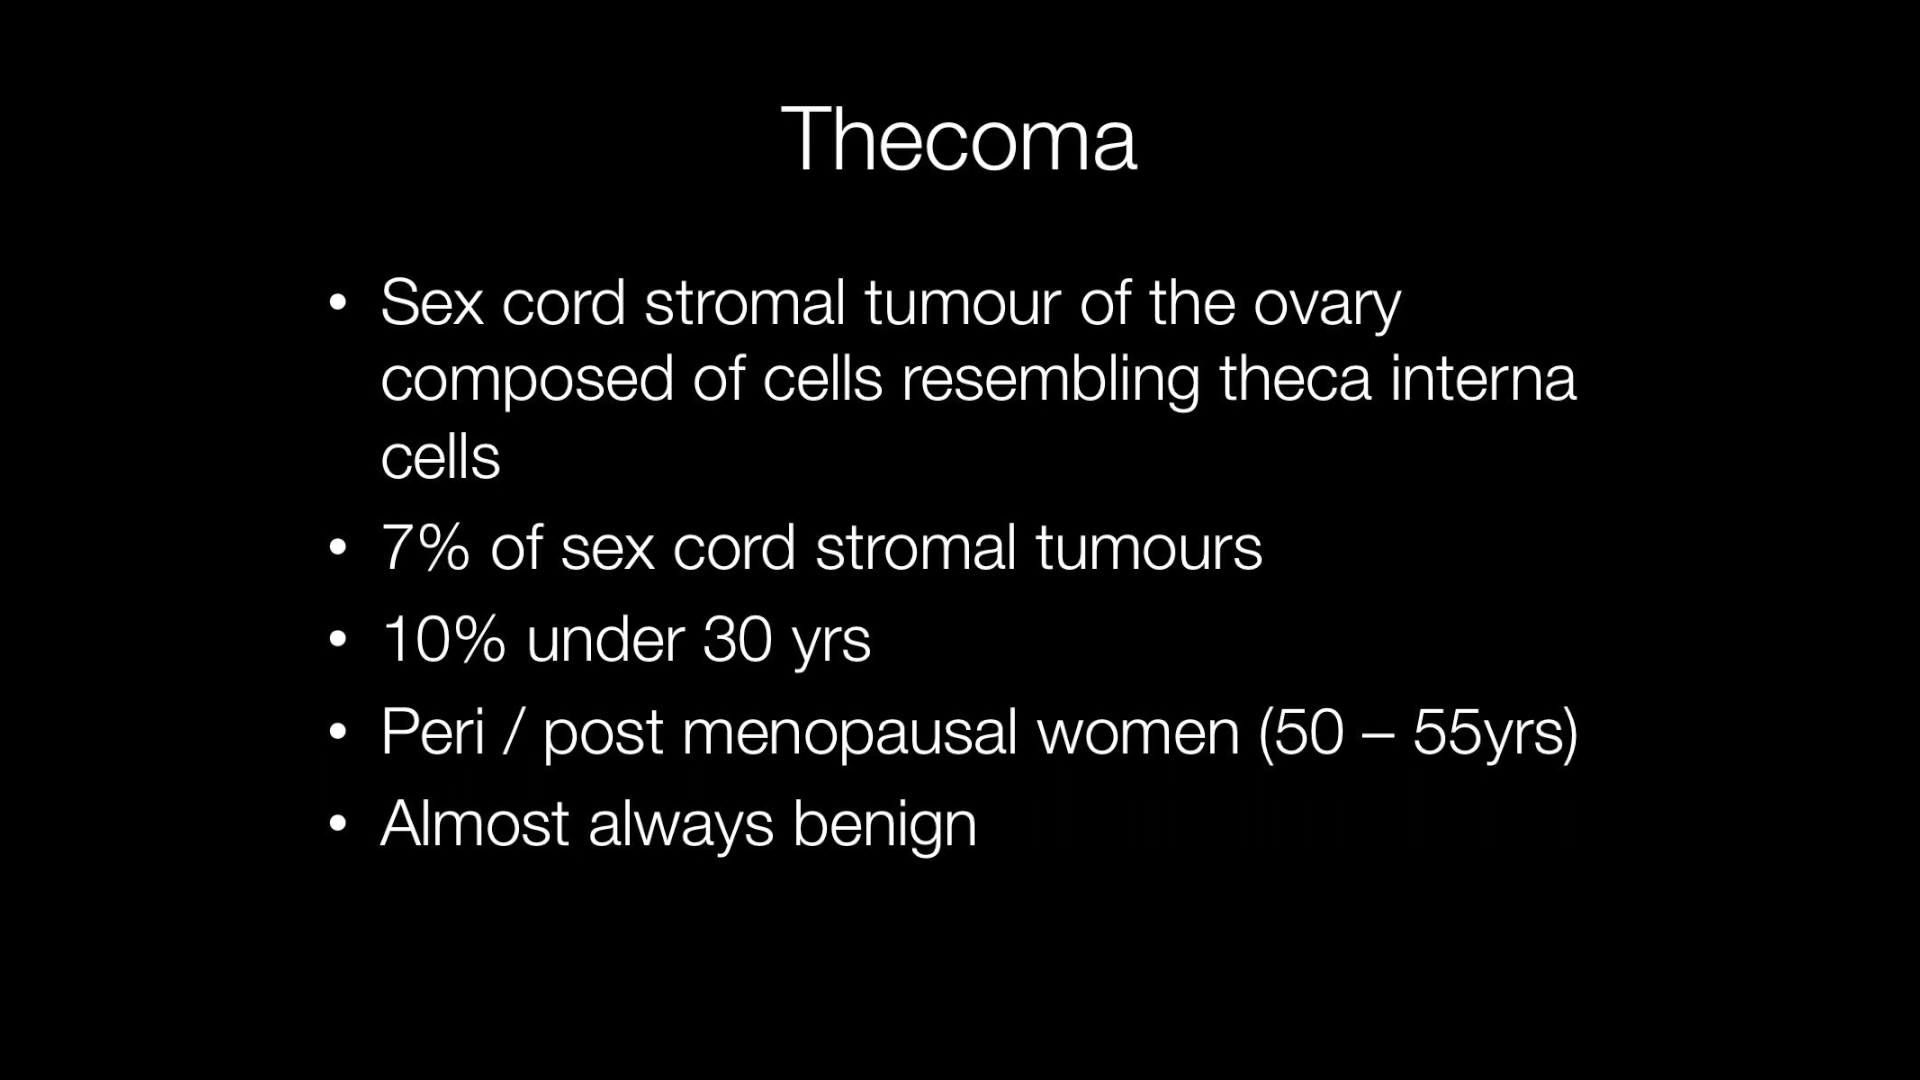 Thecoma
• Sex cord stromal tumour of the ovary
composed of cells resembling theca interna
cells
• 7% of sex cord stromal tumours
• 10% under 30 yrs
• Peri / post menopausal women (50 – 55yrs)
• Almost always benign